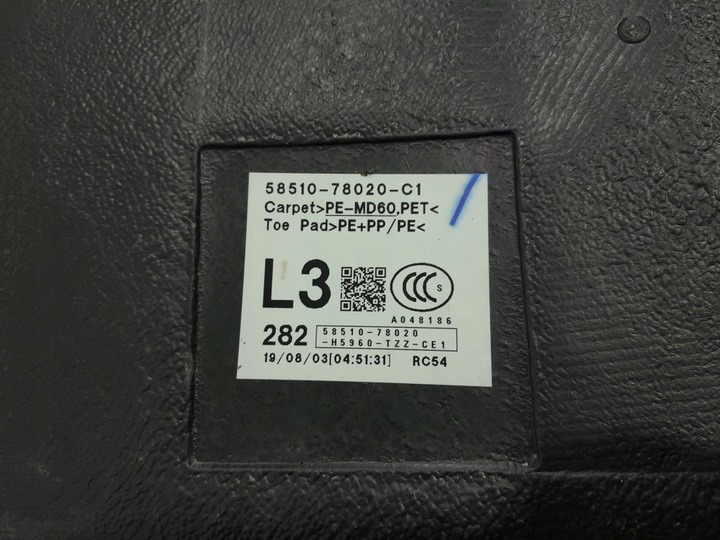 58510-78020-C1
Carpet>PE-MD60,PET<
Toe Pad>PE+PP/PE<
L3
CCC S
A048186
282
58510-78020
-H5960-TZZ-CE1
19/08/03[04:51:31] RC54